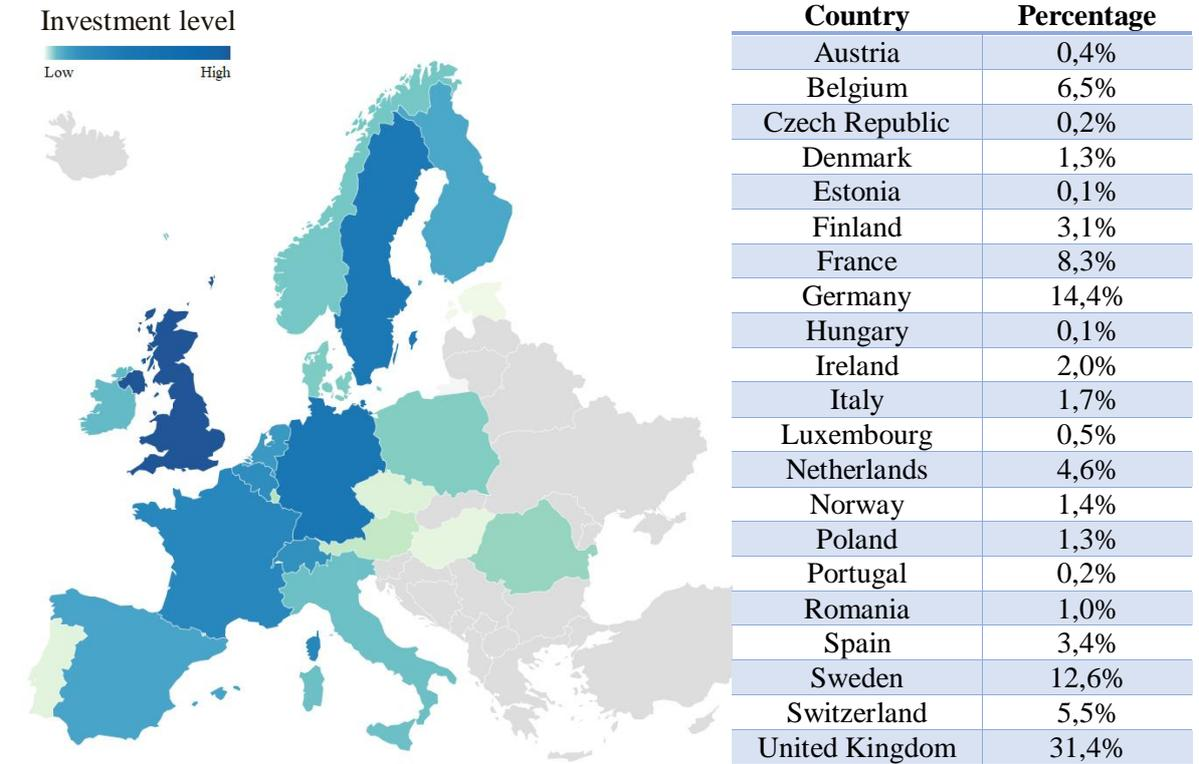 Investment level
Low High
Country Percentage
Austria 0,4%
Belgium 6,5%
Czech Republic 0,2%
Denmark 1,3%
Estonia 0,1%
Finland 3,1%
France 8,3%
Germany 14,4%
Hungary 0,1%
Ireland 2,0%
Italy 1,7%
Luxembourg 0,5%
Netherlands 4,6%
Norway 1,4%
Poland 1,3%
Portugal 0,2%
Romania 1,0%
Spain 3,4%
Sweden 12,6%
Switzerland 5,5%
United Kingdom 31,4%